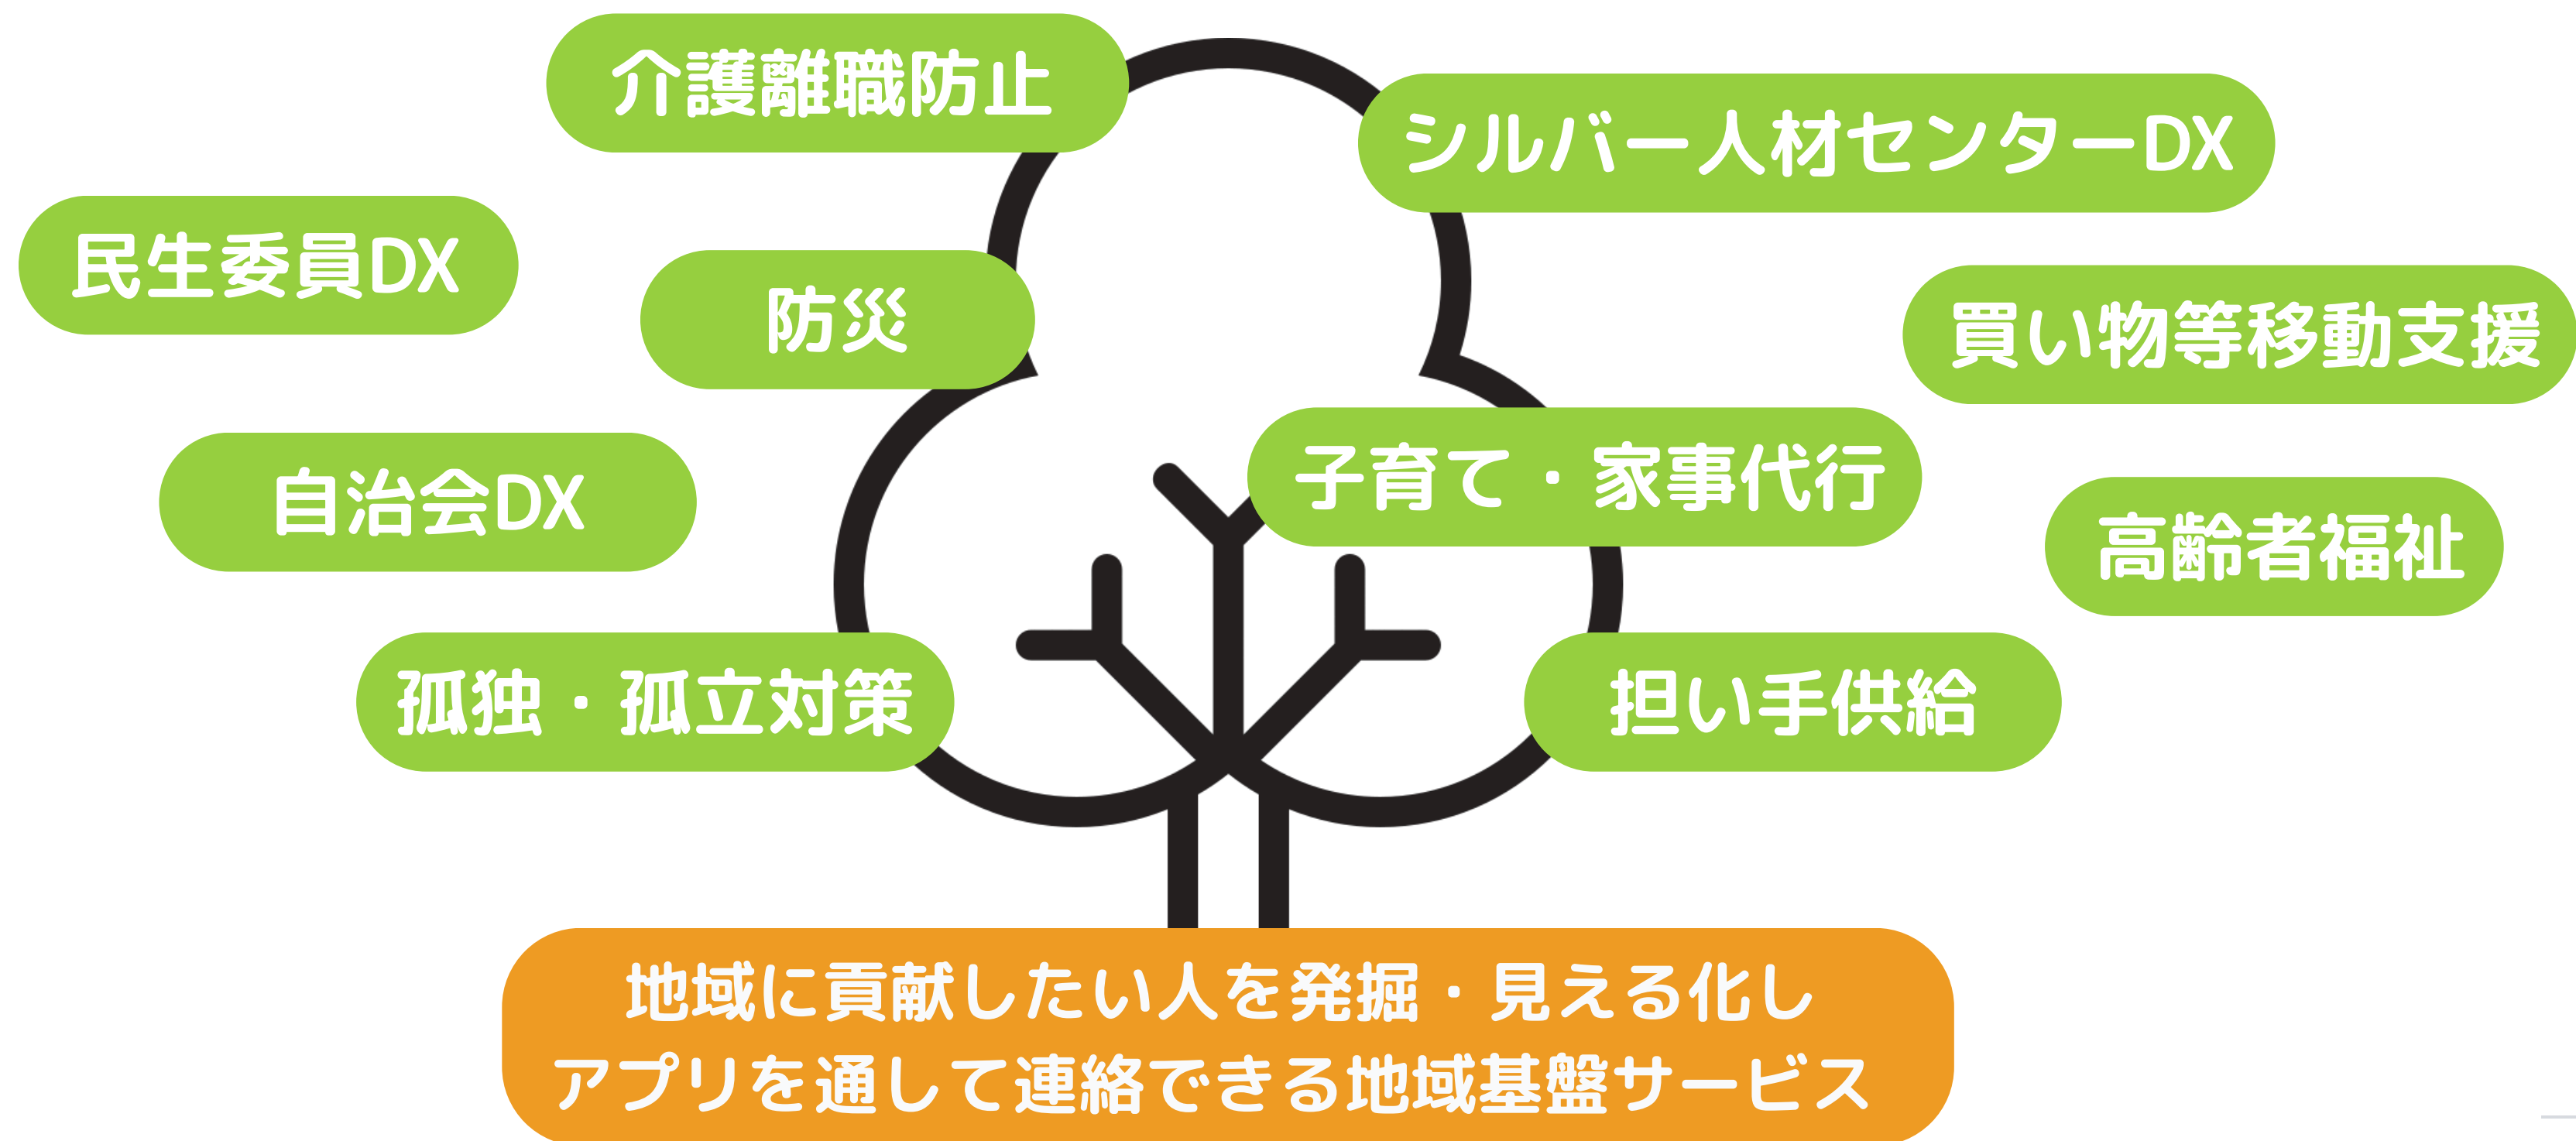 介護離職防止
シルバー人材センターDX
民生委員DX
防災
買い物等移動支援
自治会DX
子育て・家事代行
高齢者福祉
孤独・孤立対策
担い手供給
地域に貢献したい人を発掘・見える化し
アプリを通して連絡できる地域基盤サービス